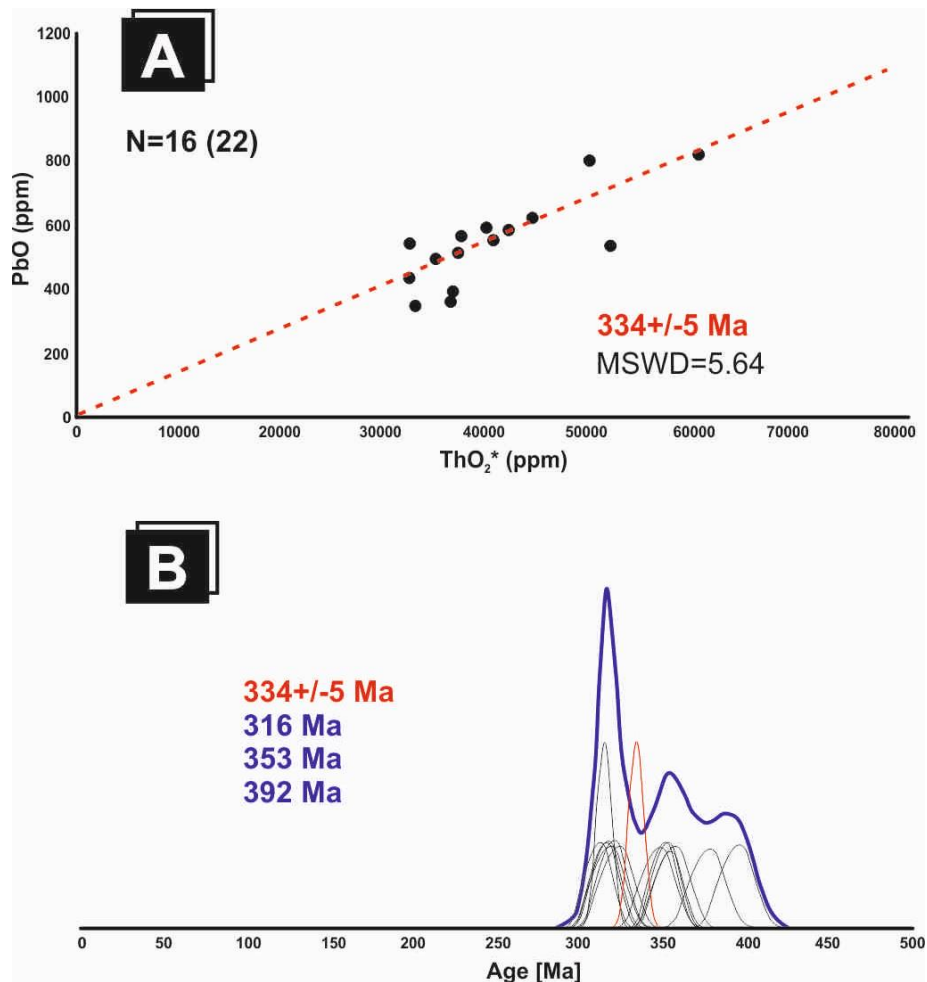 A
N=16 (22)
1200
1000
800
600
400
200
0
PbO (ppm)
334+/-5 Ma
MSWD=5.64
0 10000 20000 30000 40000 50000 60000 70000 80000
ThO₂* (ppm)
B
334+/-5 Ma
316 Ma
353 Ma
392 Ma
0 50 100 150 200 250 300 350 400 450 500
Age [Ma]